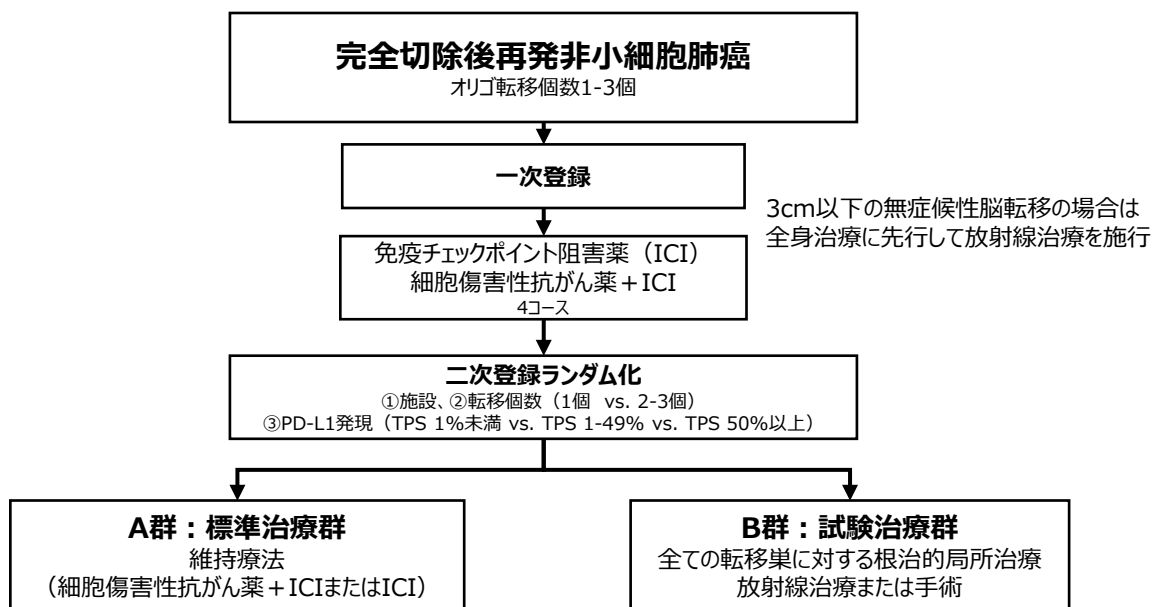 完全切除後再発非小細胞肺癌
オリゴ転移個数1-3個
一次登録
3cm以下の無症候性脳転移の場合は
全身治療に先行して放射線治療を施行
免疫チェックポイント阻害薬（ICI）
細胞傷害性抗がん薬＋ICI
4コース
二次登録ランダム化
①施設、②転移個数（1個 vs. 2-3個）
③PD-L1発現（TPS 1%未満 vs. TPS 1-49% vs. TPS 50%以上）
A群：標準治療群
維持療法
（細胞傷害性抗がん薬＋ICIまたはICI）
B群：試験治療群
全ての転移巣に対する根治的局所治療
放射線治療または手術